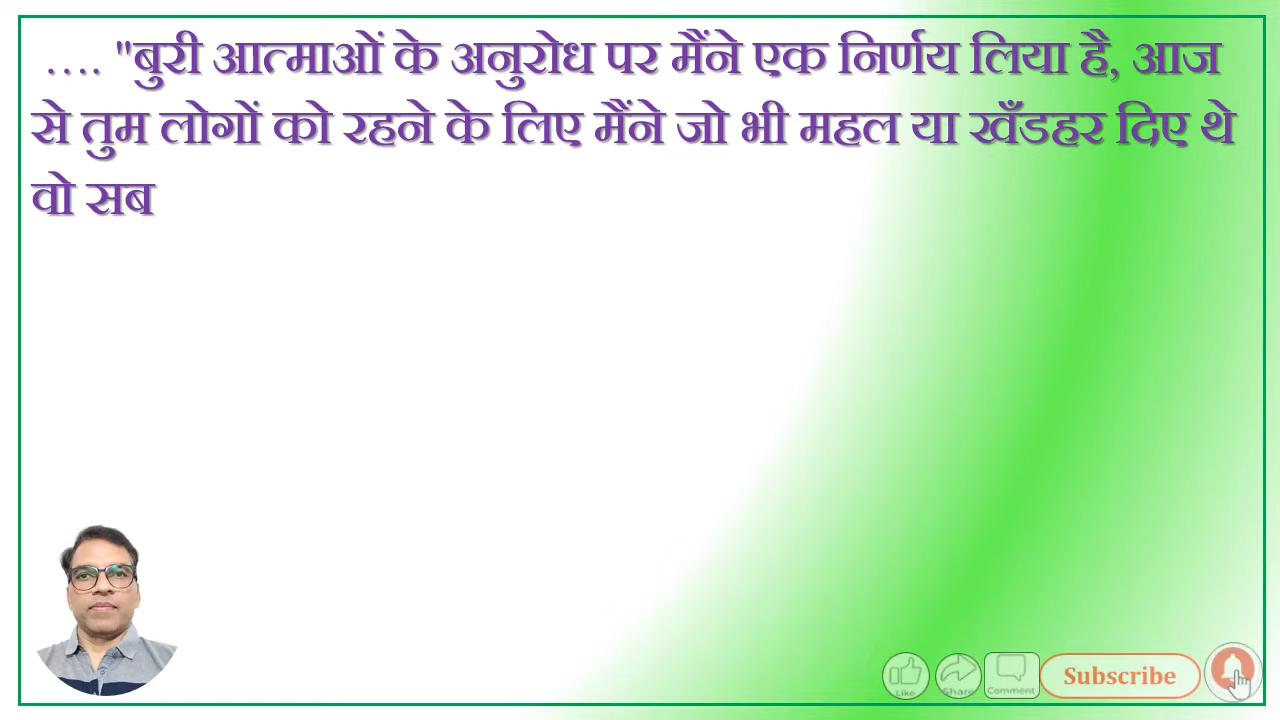 …. "बुरी आत्माओं के अनुरोध पर मैंने एक निर्णय लिया है, आज
से तुम लोगों को रहने के लिए मैंने जो भी महल या खँडहर दिए थे
वो सब
Like
Share
Comment
Subscribe